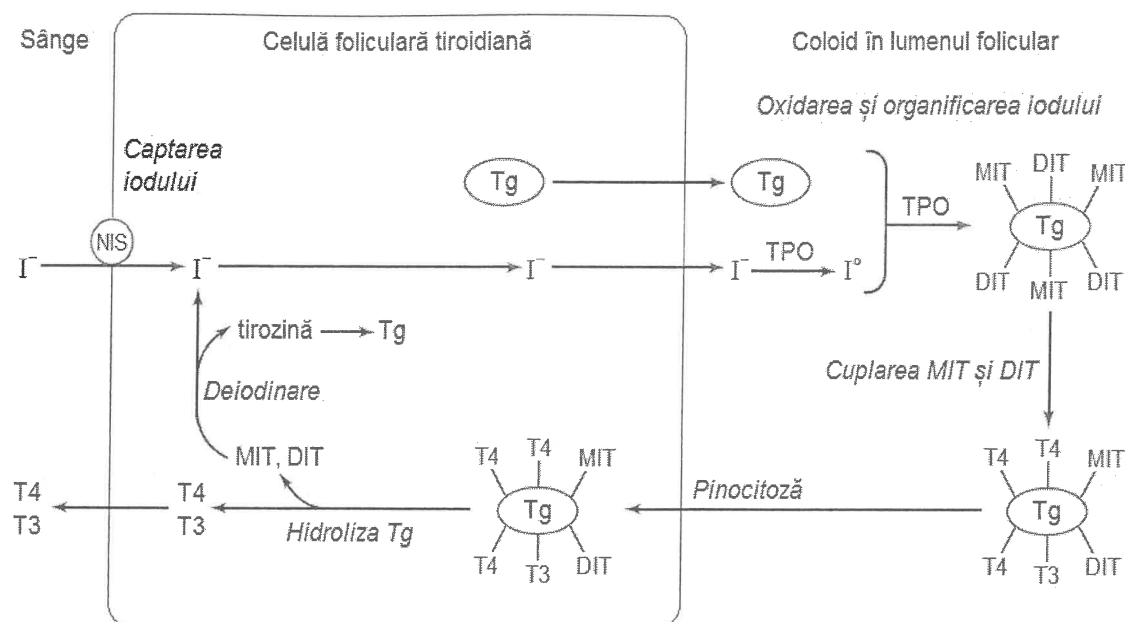 Sânge
Celulă foliculară tiroidiană
Coloid în lumenul folicular
Oxidarea și organificarea iodului
Captarea
iodului
Tg
Tg
TPO
MIT
DIT
MIT
Tg
DIT
MIT
DIT
NIS
I⁻
I⁻
I⁻
I⁻
TPO
I°
tirozină
Tg
Deiodinare
Cuplarea MIT și DIT
MIT, DIT
T4
T4
MIT
Tg
T4
T3
DIT
Pinocitoză
T4
T4
MIT
Tg
T4
T3
DIT
T4
T3
T4
T3
Hidroliza Tg